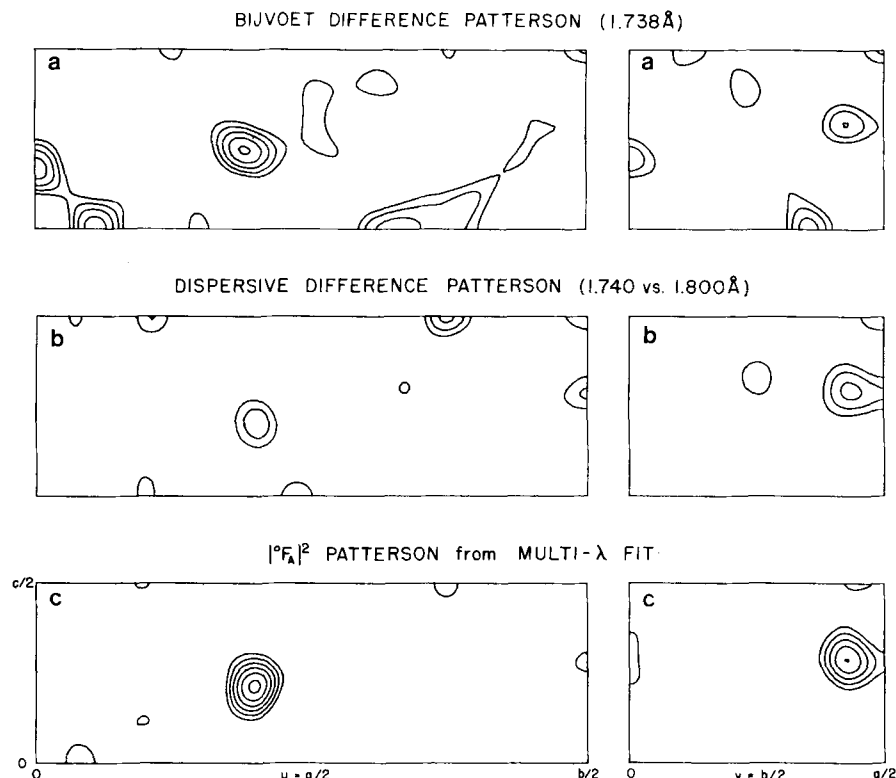 BIJVOET DIFFERENCE PATTERSON (1.738Å)
a
a
DISPERSIVE DIFFERENCE PATTERSON (1.740 vs. 1.800Å)
b
b
|°F_A|² PATTERSON from MULTI-λ FIT
c/2
c
c
0
0
u = a/2
b/2
0
v = b/2
a/2